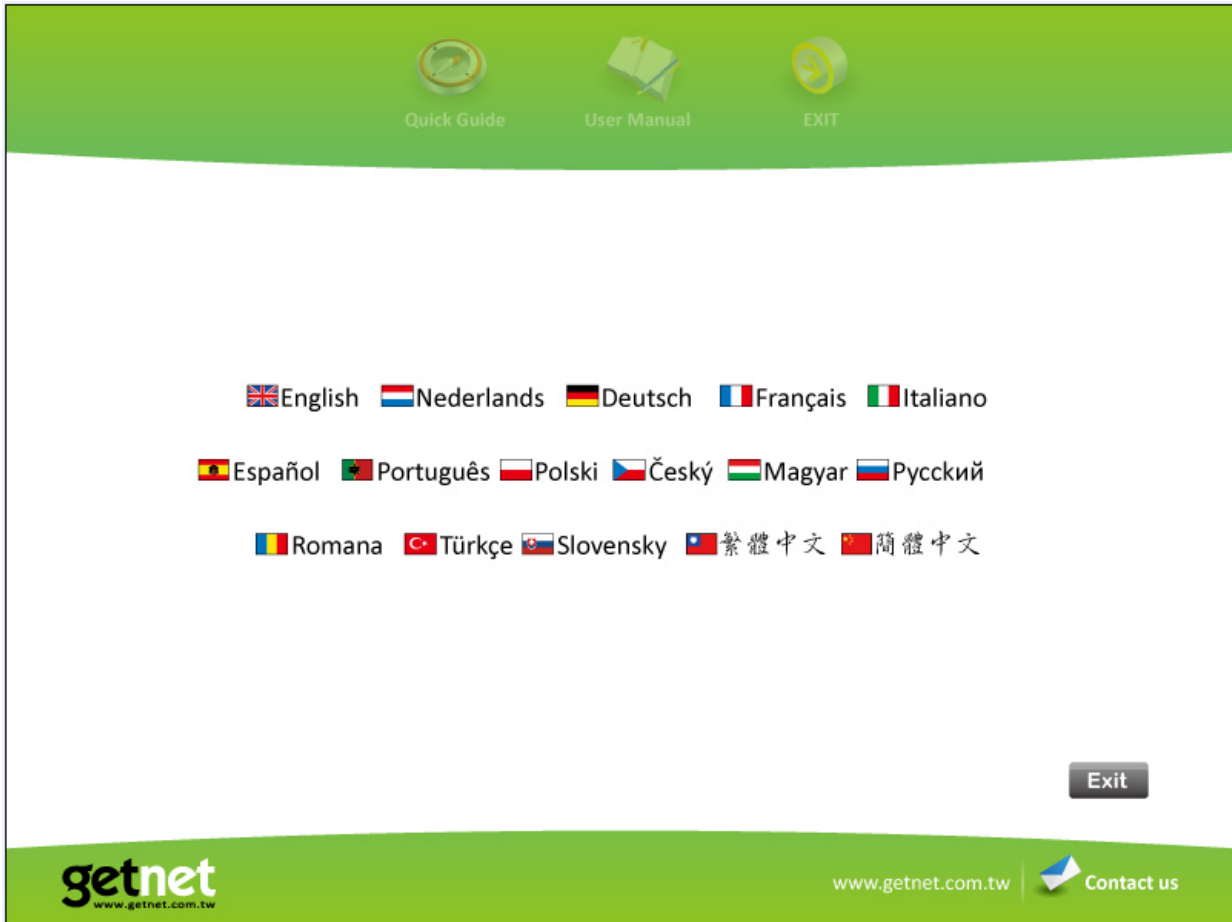 Quick Guide User Manual EXIT
English Nederlands Deutsch Français Italiano
Español Português Polski Český Magyar Русский
Romana Türkçe Slovensky 繁體中文 简體中文
Exit
getnet www.getnet.com.tw Contact us
www.getnet.com.tw